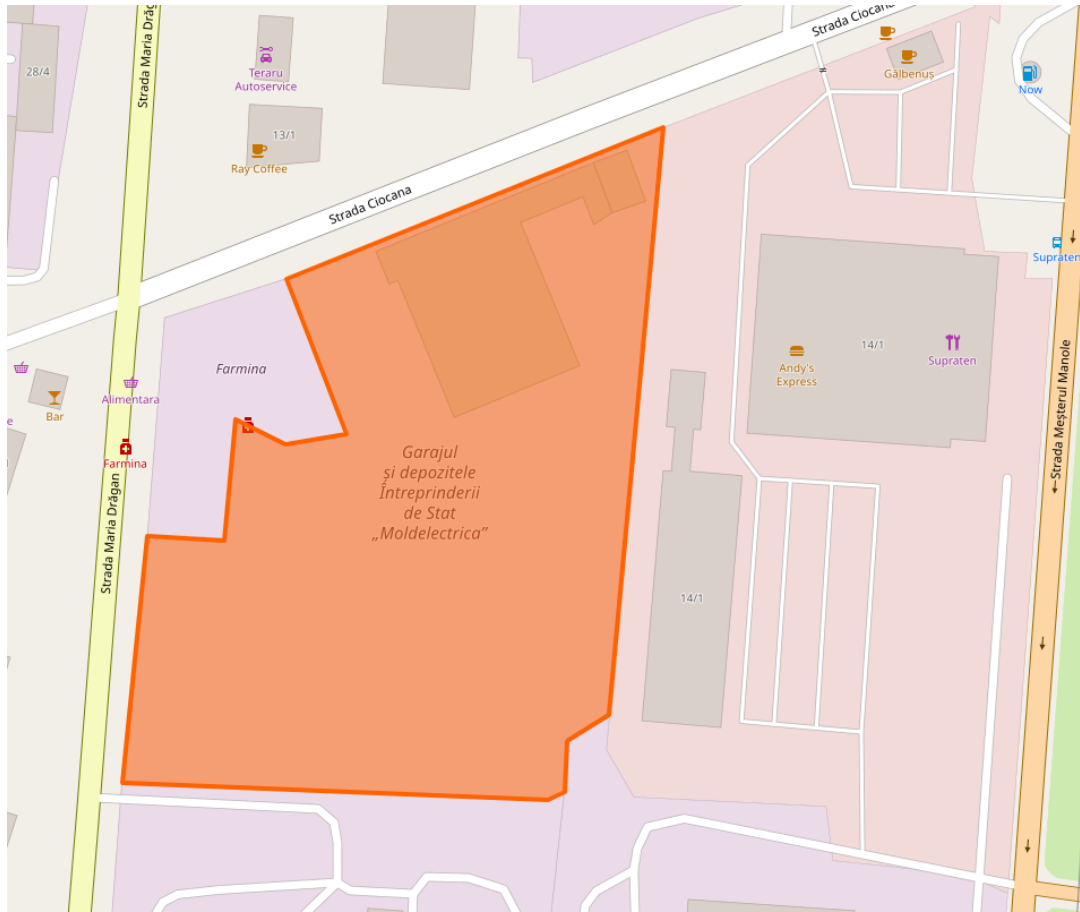 Strada Maria Drăg
Strada Ciocana
28/4
Teraru
Autoservice
Gălbenuș
Now
13/1
Ray Coffee
Strada Ciocana
Supraten
14/1
Supraten
Andy's
Express
Farmina
Alimentara
Bar
e
Farmina
Garajul
și depozitele
Întreprinderii
de Stat
„Moldelectrica”
Strada Meșterul Manole
Strada Maria Drăgan
14/1